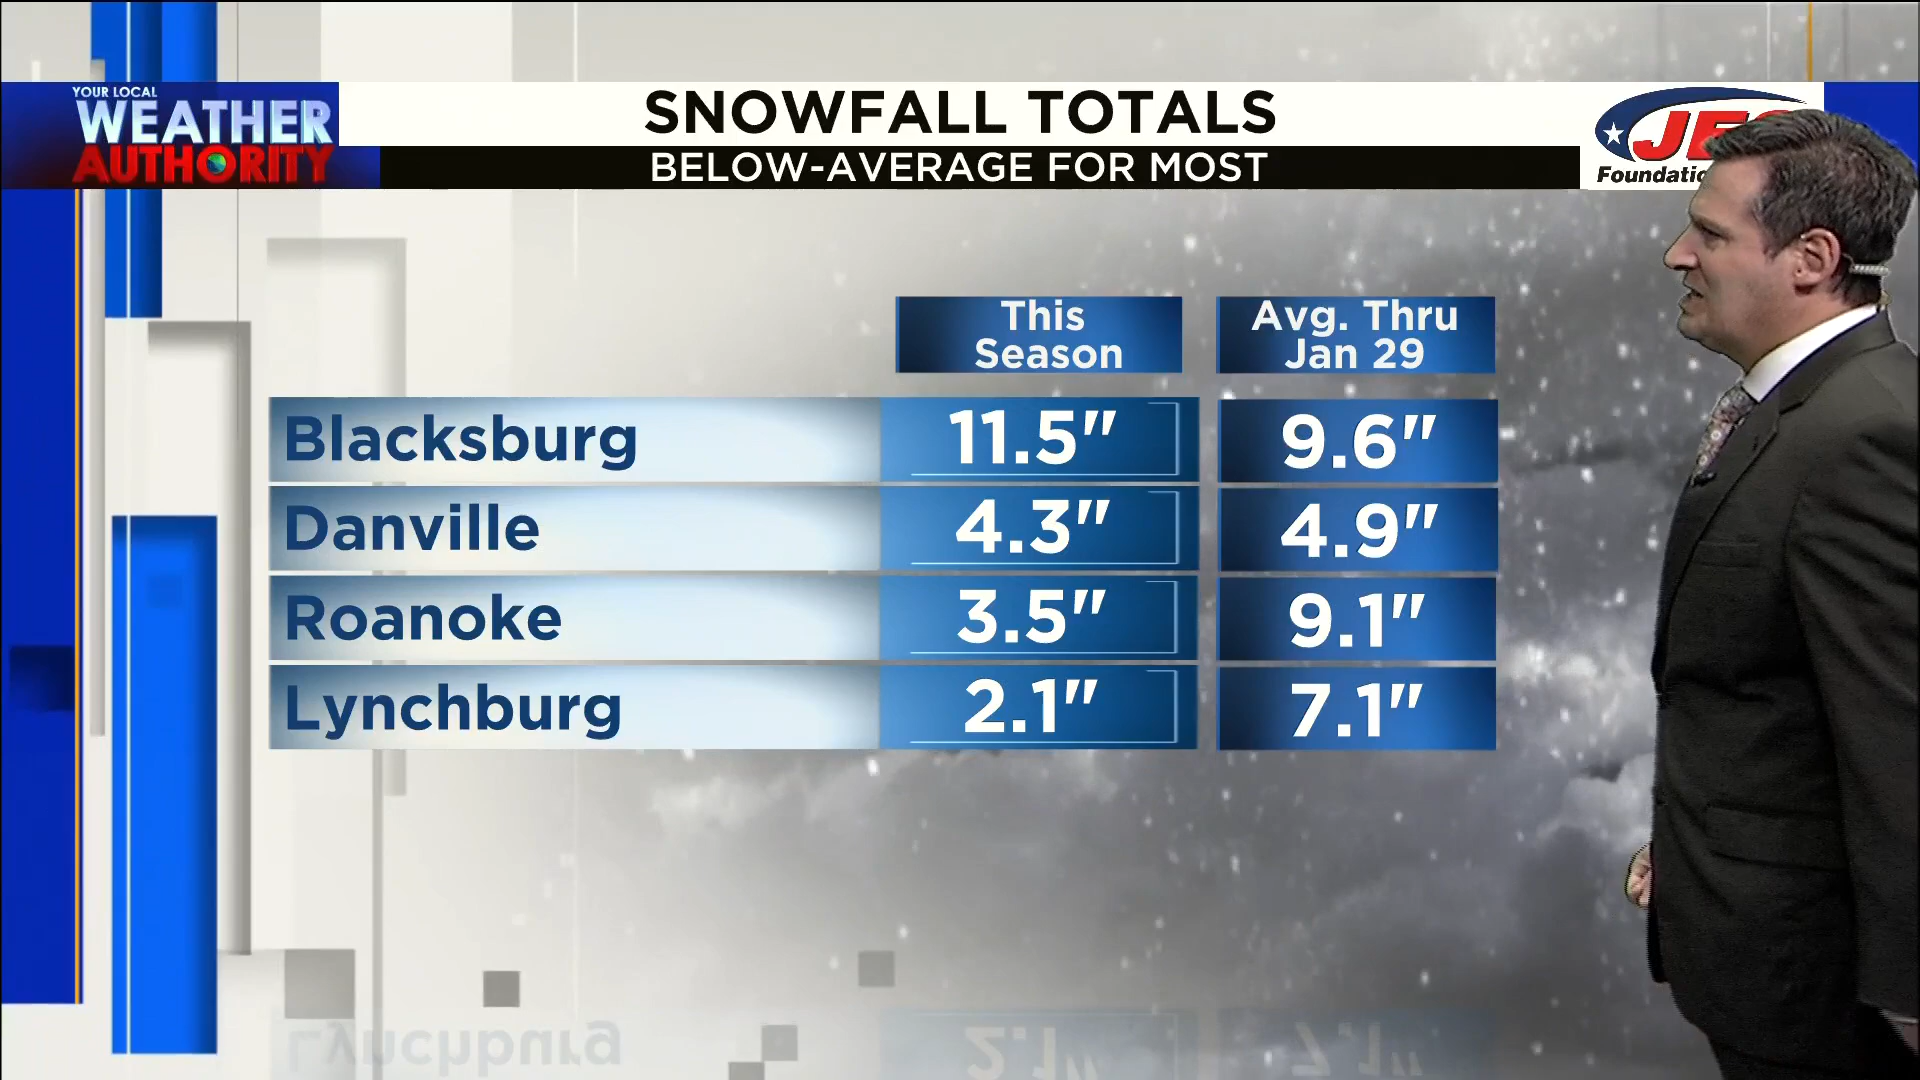 YOUR LOCAL
WEATHER
AUTHORITY
SNOWFALL TOTALS
BELOW-AVERAGE FOR MOST
This
Season
Avg. Thru
Jan 29
Blacksburg 11.5" 9.6"
Danville 4.3" 4.9"
Roanoke 3.5" 9.1"
Lynchburg 2.1" 7.1"